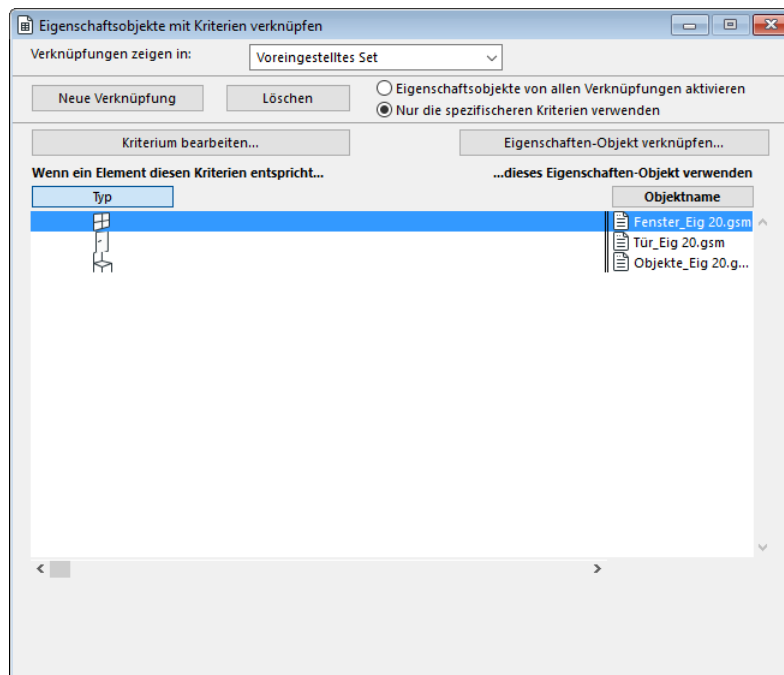 Eigenschaftsobjekte mit Kriterien verknüpfen
Verknüpfungen zeigen in:
Voreingestelltes Set
Neue Verknüpfung
Löschen
Eigenschaftsobjekte von allen Verknüpfungen aktivieren
Nur die spezifischeren Kriterien verwenden
Kriterium bearbeiten...
Eigenschaften-Objekt verknüpfen...
Wenn ein Element diesen Kriterien entspricht...
...dieses Eigenschaften-Objekt verwenden
Typ
Objektname
Fenster_Eig 20.gsm
Tür_Eig 20.gsm
Objekte_Eig 20.g...